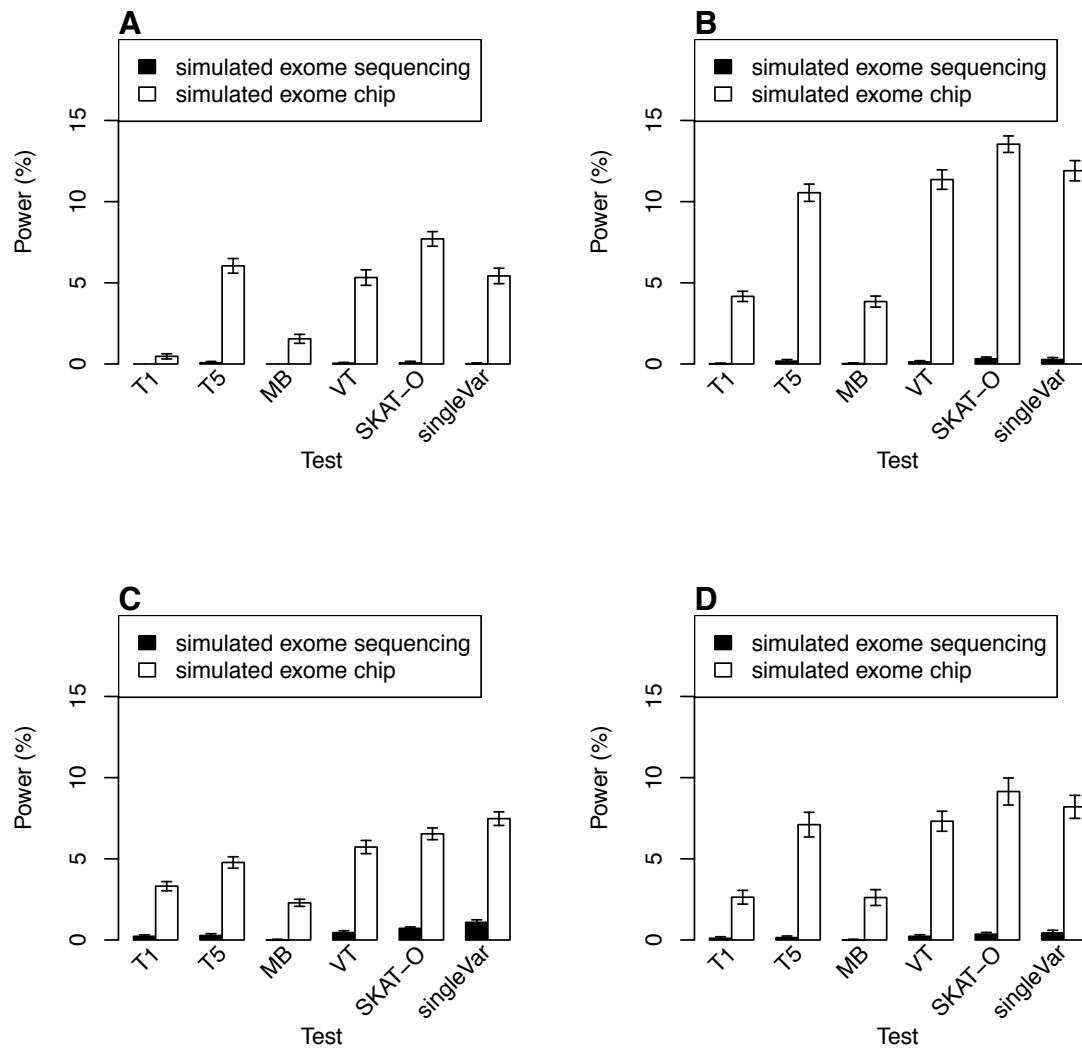 A
simulated exome sequencing
simulated exome chip
Power (%)
15
10
5
0
T1
T5
MB
VT
SKAT−O
singleVar
Test
B
simulated exome sequencing
simulated exome chip
Power (%)
15
10
5
0
T1
T5
MB
VT
SKAT−O
singleVar
Test
C
simulated exome sequencing
simulated exome chip
Power (%)
15
10
5
0
T1
T5
MB
VT
SKAT−O
singleVar
Test
D
simulated exome sequencing
simulated exome chip
Power (%)
15
10
5
0
T1
T5
MB
VT
SKAT−O
singleVar
Test